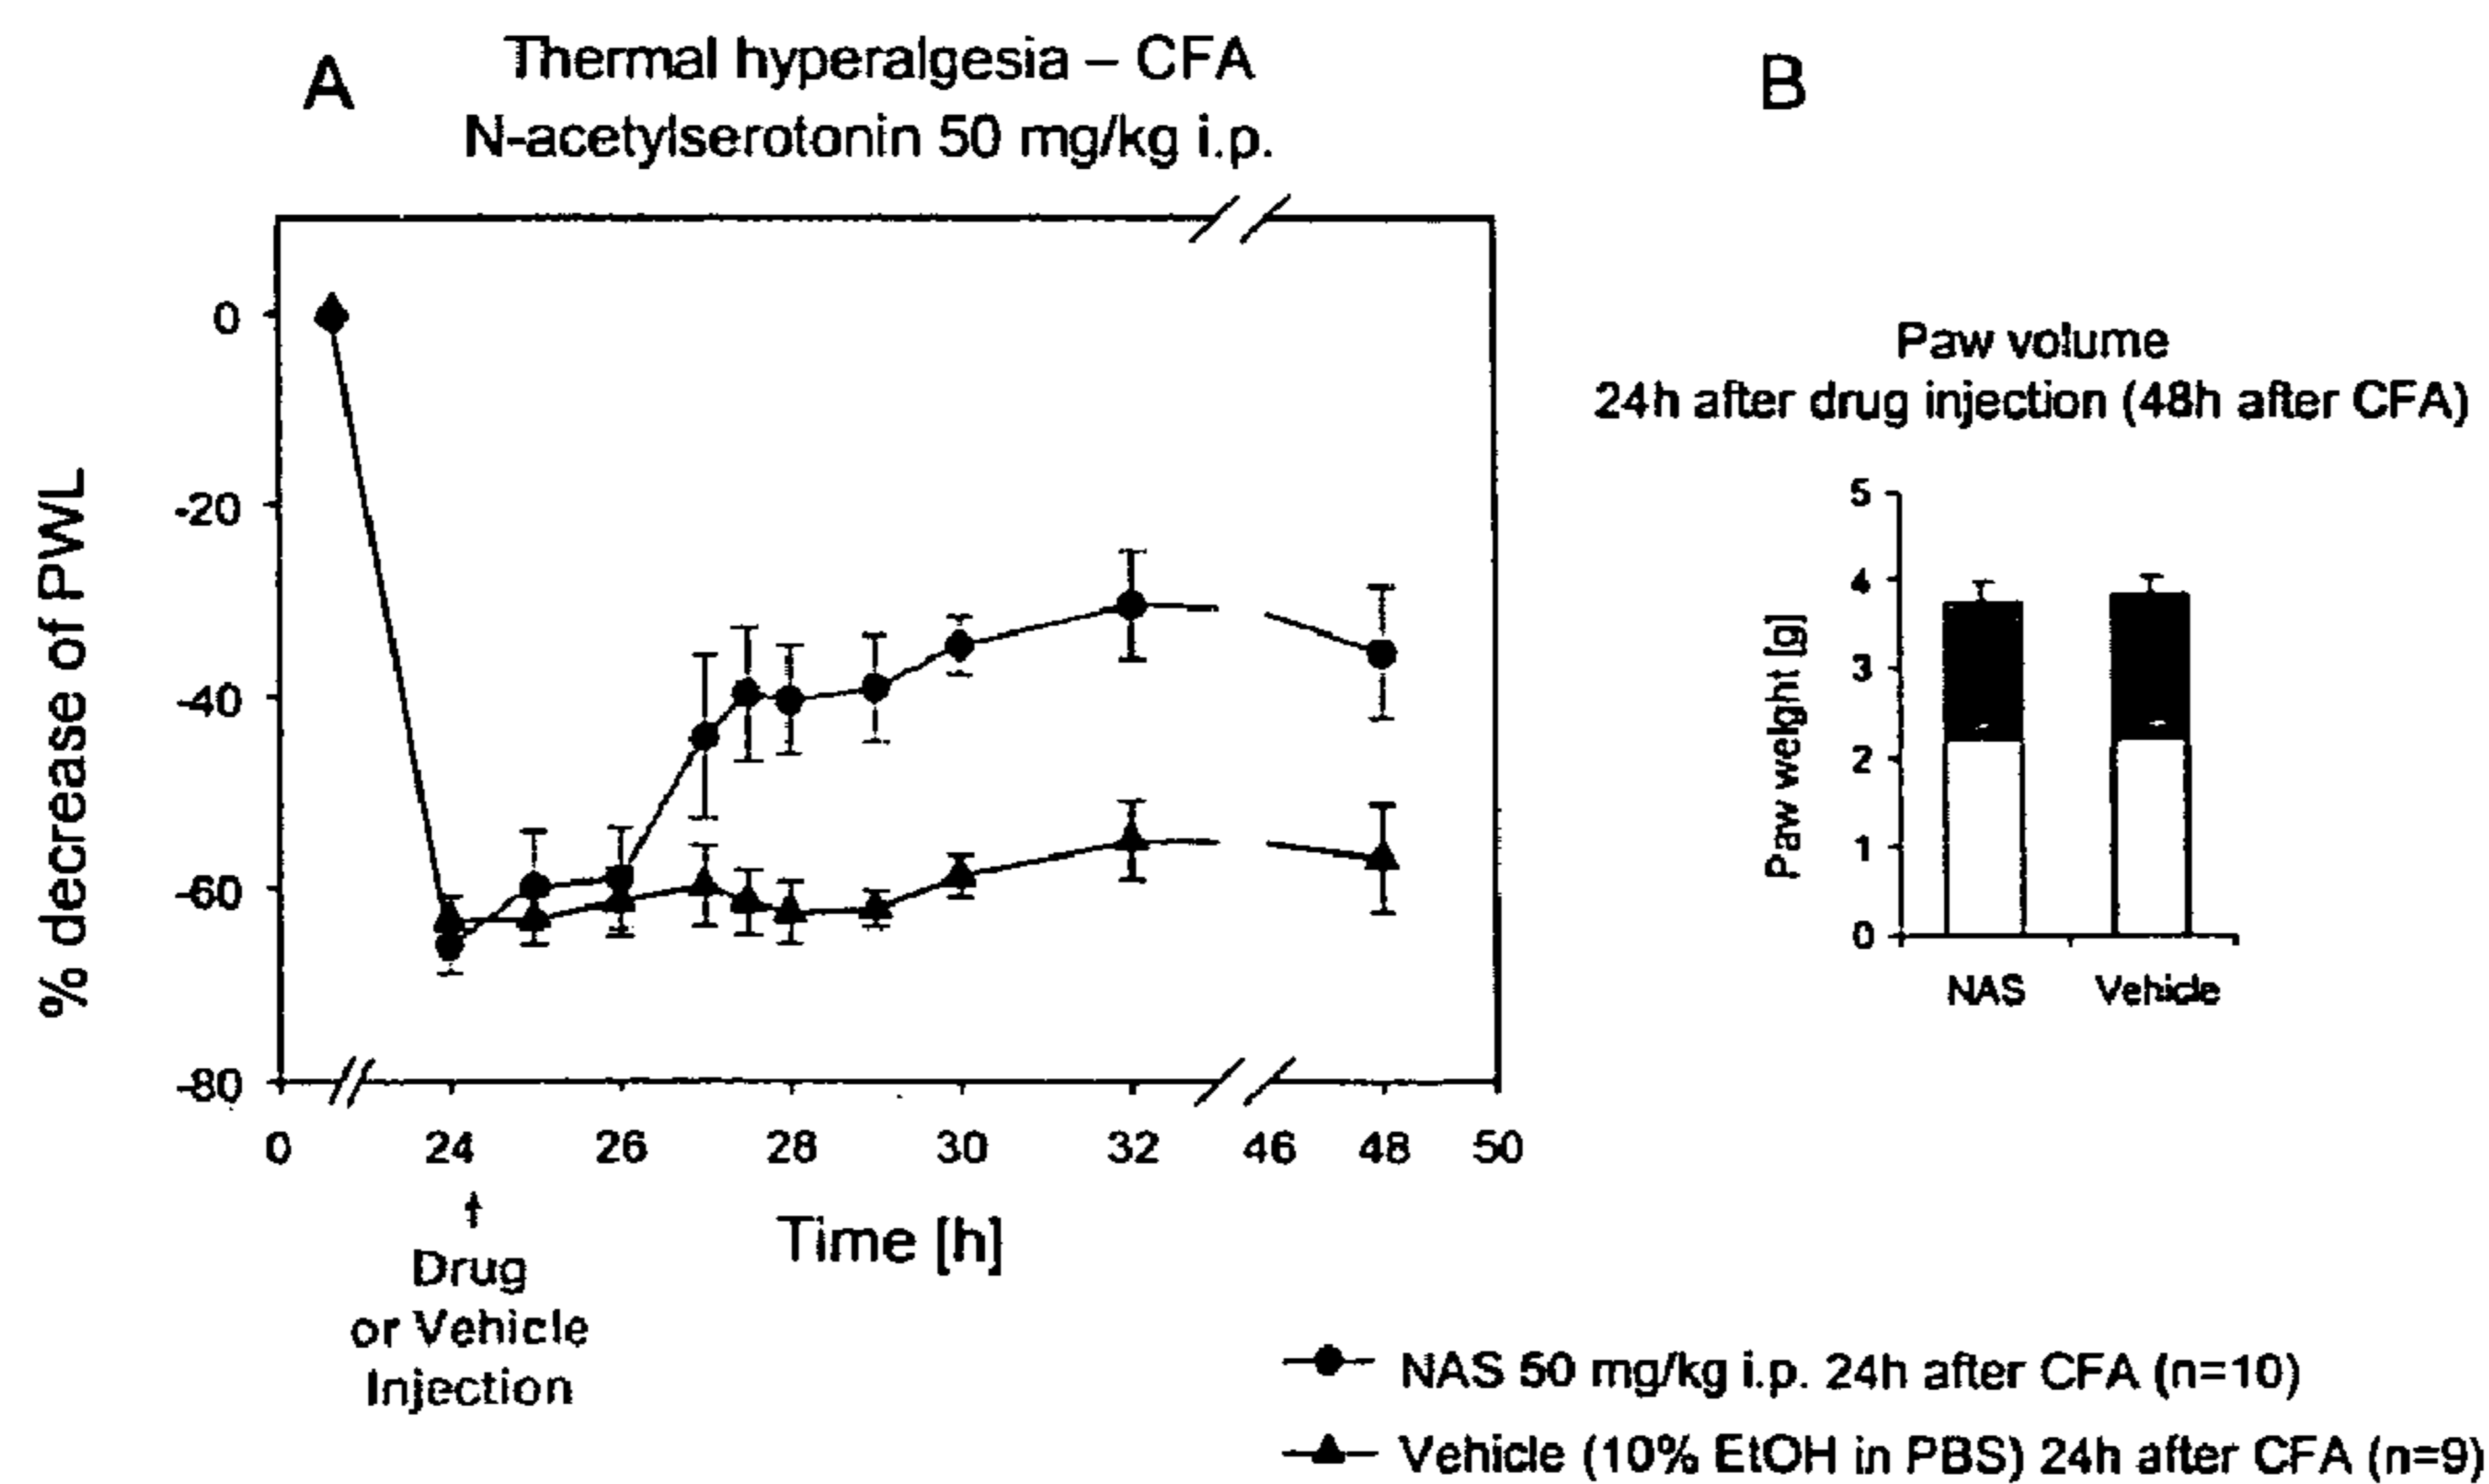 A
Thermal hyperalgesia – CFA
N-acetylserotonin 50 mg/kg i.p.
% decrease of PWL
0
-20
-40
-60
-80
0 24 26 28 30 32 46 48 50
Time [h]
Drug
or Vehicle
Injection
B
Paw volume
24h after drug injection (48h after CFA)
Paw weight [g]
5
4
3
2
1
0
NAS Vehicle
NAS 50 mg/kg i.p. 24h after CFA (n=10)
Vehicle (10% EtOH in PBS) 24h after CFA (n=9)